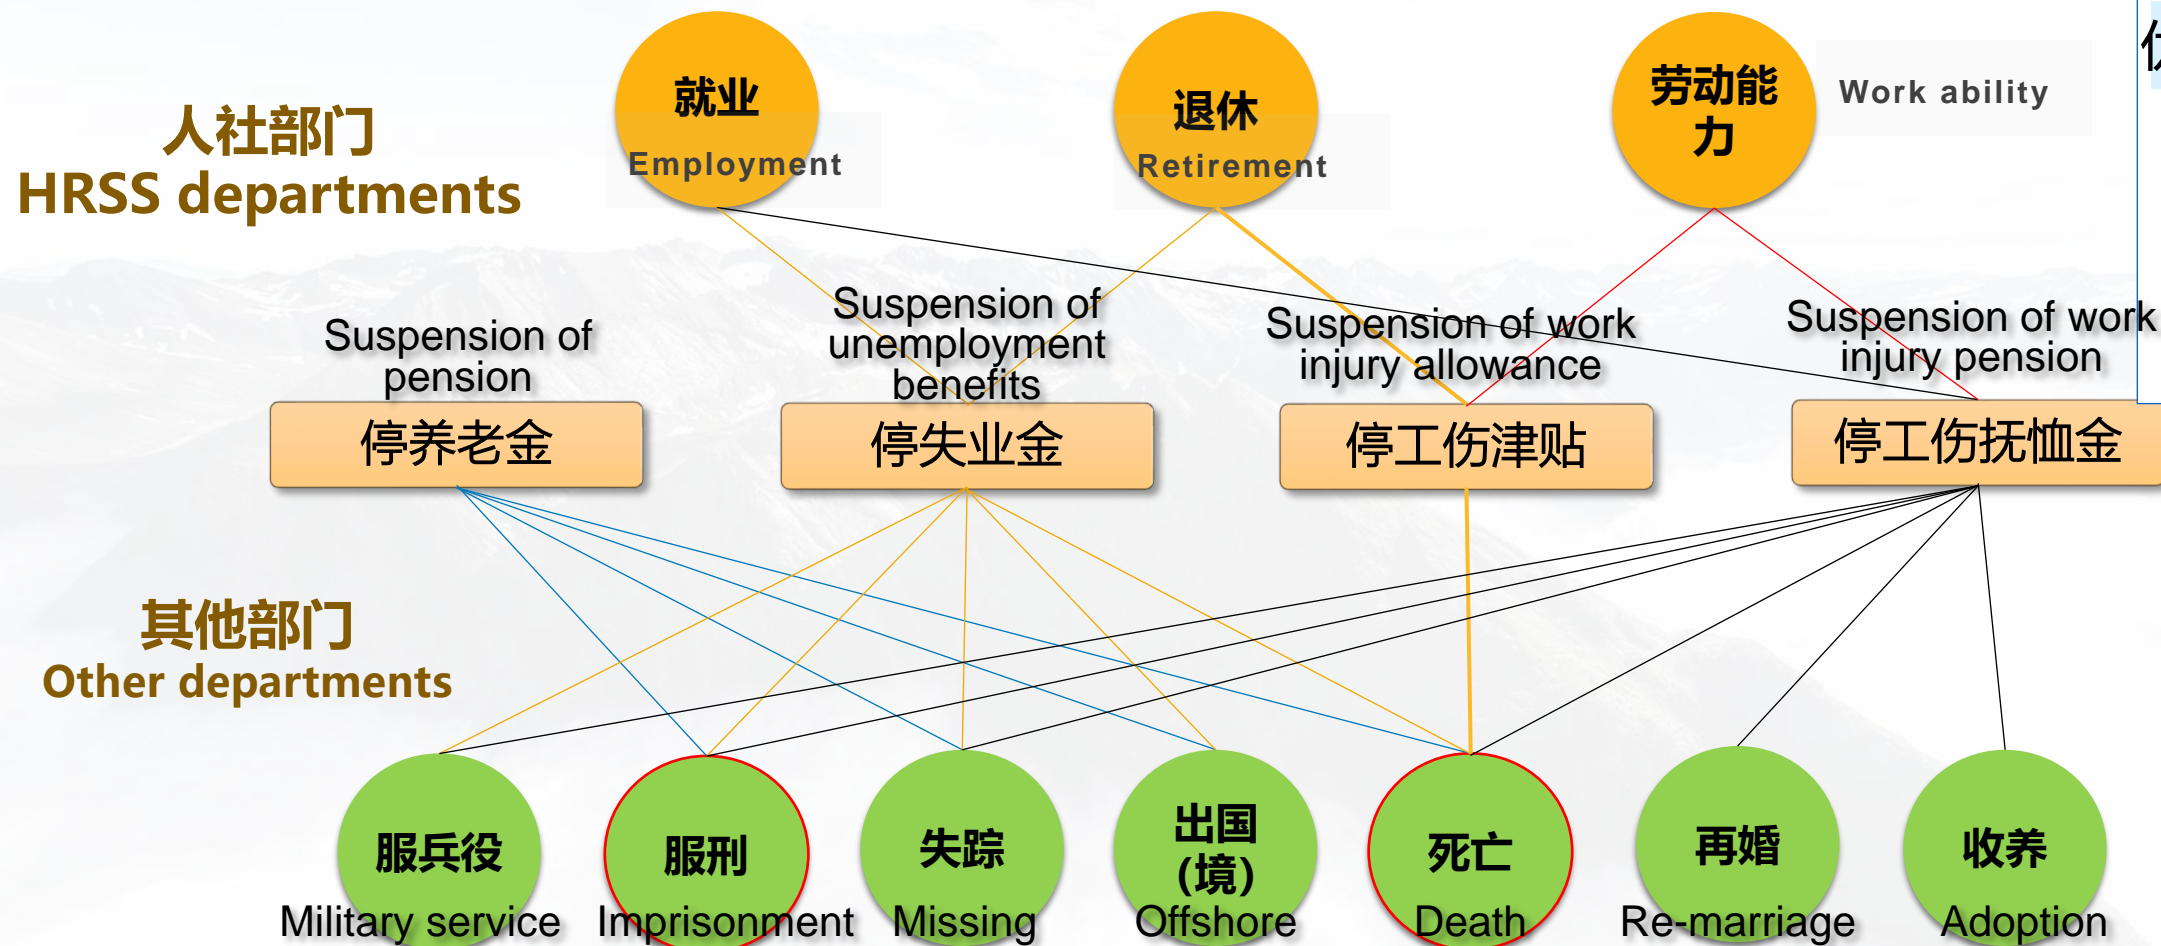 人社部门
HRSS departments
就业
Employment
退休
Retirement
劳动能
力
Work ability
Suspension of
pension
停养老金
Suspension of
unemployment
benefits
停失业金
Suspension of work
injury allowance
停工伤津贴
Suspension of work
injury pension
停工伤抚恤金
其他部门
Other departments
服兵役
Military service
服刑
Imprisonment
失踪
Missing
出国
(境)
Offshore
死亡
Death
再婚
Re-marriage
收养
Adoption